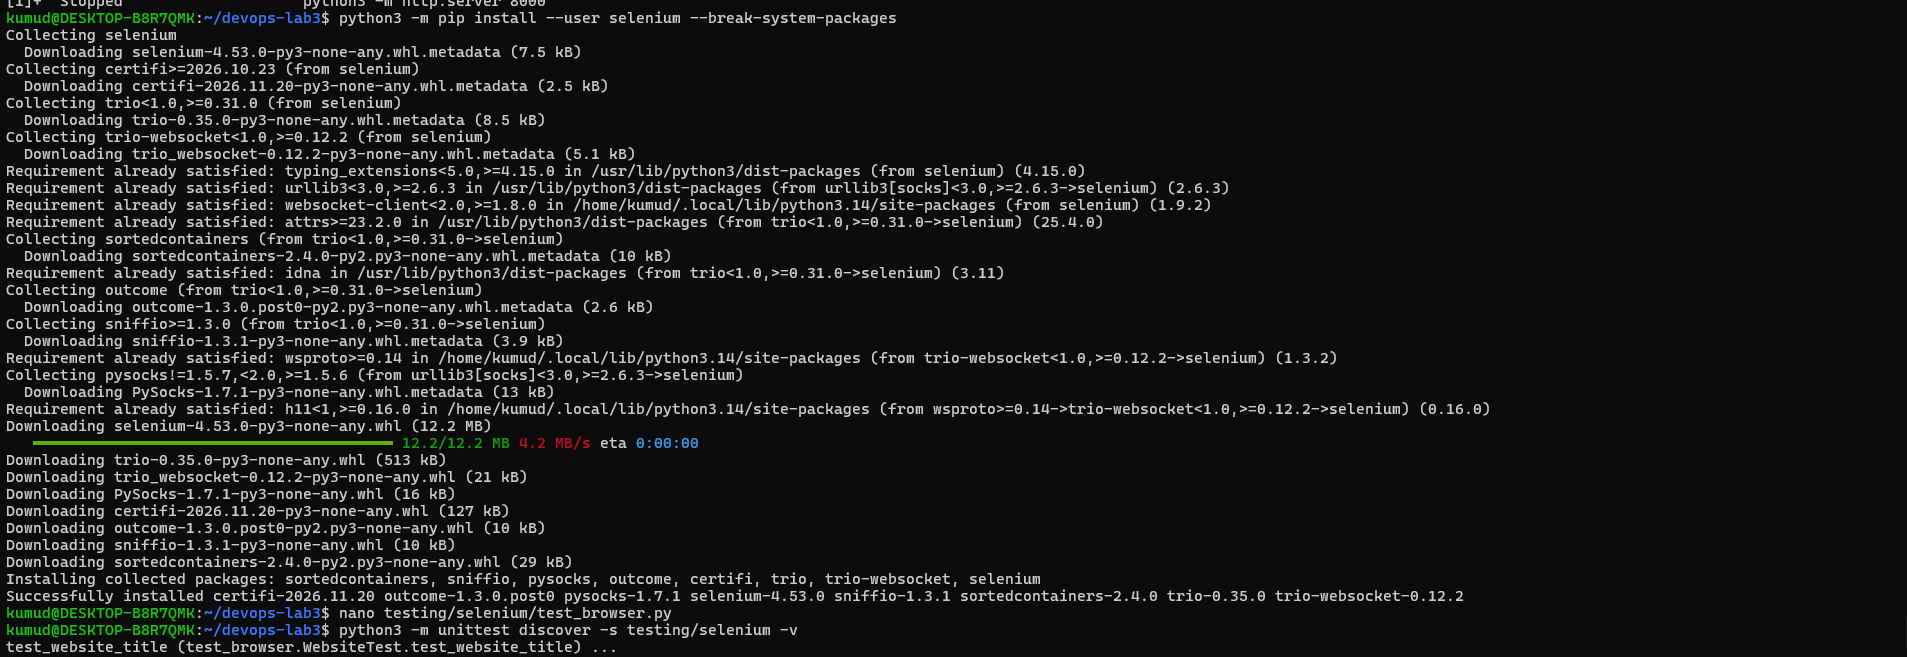 [1]+  Stopped                    python3 -m http.server 8000
kumud@DESKTOP-B8R7QMK:~/devops-lab3$ python3 -m pip install --user selenium --break-system-packages
Collecting selenium
  Downloading selenium-4.53.0-py3-none-any.whl.metadata (7.5 kB)
Collecting certifi>=2026.10.23 (from selenium)
  Downloading certifi-2026.11.20-py3-none-any.whl.metadata (2.5 kB)
Collecting trio<1.0,>=0.31.0 (from selenium)
  Downloading trio-0.35.0-py3-none-any.whl.metadata (8.5 kB)
Collecting trio-websocket<1.0,>=0.12.2 (from selenium)
  Downloading trio_websocket-0.12.2-py3-none-any.whl.metadata (5.1 kB)
Requirement already satisfied: typing_extensions<5.0,>=4.15.0 in /usr/lib/python3/dist-packages (from selenium) (4.15.0)
Requirement already satisfied: urllib3<3.0,>=2.6.3 in /usr/lib/python3/dist-packages (from urllib3[socks]<3.0,>=2.6.3->selenium) (2.6.3)
Requirement already satisfied: websocket-client<2.0,>=1.8.0 in /home/kumud/.local/lib/python3.14/site-packages (from selenium) (1.9.2)
Requirement already satisfied: attrs>=23.2.0 in /usr/lib/python3/dist-packages (from trio<1.0,>=0.31.0->selenium) (25.4.0)
Collecting sortedcontainers (from trio<1.0,>=0.31.0->selenium)
  Downloading sortedcontainers-2.4.0-py2.py3-none-any.whl.metadata (10 kB)
Requirement already satisfied: idna in /usr/lib/python3/dist-packages (from trio<1.0,>=0.31.0->selenium) (3.11)
Collecting outcome (from trio<1.0,>=0.31.0->selenium)
  Downloading outcome-1.3.0.post0-py2.py3-none-any.whl.metadata (2.6 kB)
Collecting sniffio>=1.3.0 (from trio<1.0,>=0.31.0->selenium)
  Downloading sniffio-1.3.1-py3-none-any.whl.metadata (3.9 kB)
Requirement already satisfied: wsproto>=0.14 in /home/kumud/.local/lib/python3.14/site-packages (from trio-websocket<1.0,>=0.12.2->selenium) (1.3.2)
Collecting pysocks!=1.5.7,<2.0,>=1.5.6 (from urllib3[socks]<3.0,>=2.6.3->selenium)
  Downloading PySocks-1.7.1-py3-none-any.whl.metadata (13 kB)
Requirement already satisfied: h11<1,>=0.16.0 in /home/kumud/.local/lib/python3.14/site-packages (from wsproto>=0.14->trio-websocket<1.0,>=0.12.2->selenium) (0.16.0)
Downloading selenium-4.53.0-py3-none-any.whl (12.2 MB)
12.2/12.2 MB 4.2 MB/s eta 0:00:00
Downloading trio-0.35.0-py3-none-any.whl (513 kB)
Downloading trio_websocket-0.12.2-py3-none-any.whl (21 kB)
Downloading PySocks-1.7.1-py3-none-any.whl (16 kB)
Downloading certifi-2026.11.20-py3-none-any.whl (127 kB)
Downloading outcome-1.3.0.post0-py2.py3-none-any.whl (10 kB)
Downloading sniffio-1.3.1-py3-none-any.whl (10 kB)
Downloading sortedcontainers-2.4.0-py2.py3-none-any.whl (29 kB)
Installing collected packages: sortedcontainers, sniffio, pysocks, outcome, certifi, trio, trio-websocket, selenium
Successfully installed certifi-2026.11.20 outcome-1.3.0.post0 pysocks-1.7.1 selenium-4.53.0 sniffio-1.3.1 sortedcontainers-2.4.0 trio-0.35.0 trio-websocket-0.12.2
kumud@DESKTOP-B8R7QMK:~/devops-lab3$ nano testing/selenium/test_browser.py
kumud@DESKTOP-B8R7QMK:~/devops-lab3$ python3 -m unittest discover -s testing/selenium -v
test_website_title (test_browser.WebsiteTest.test_website_title) ...